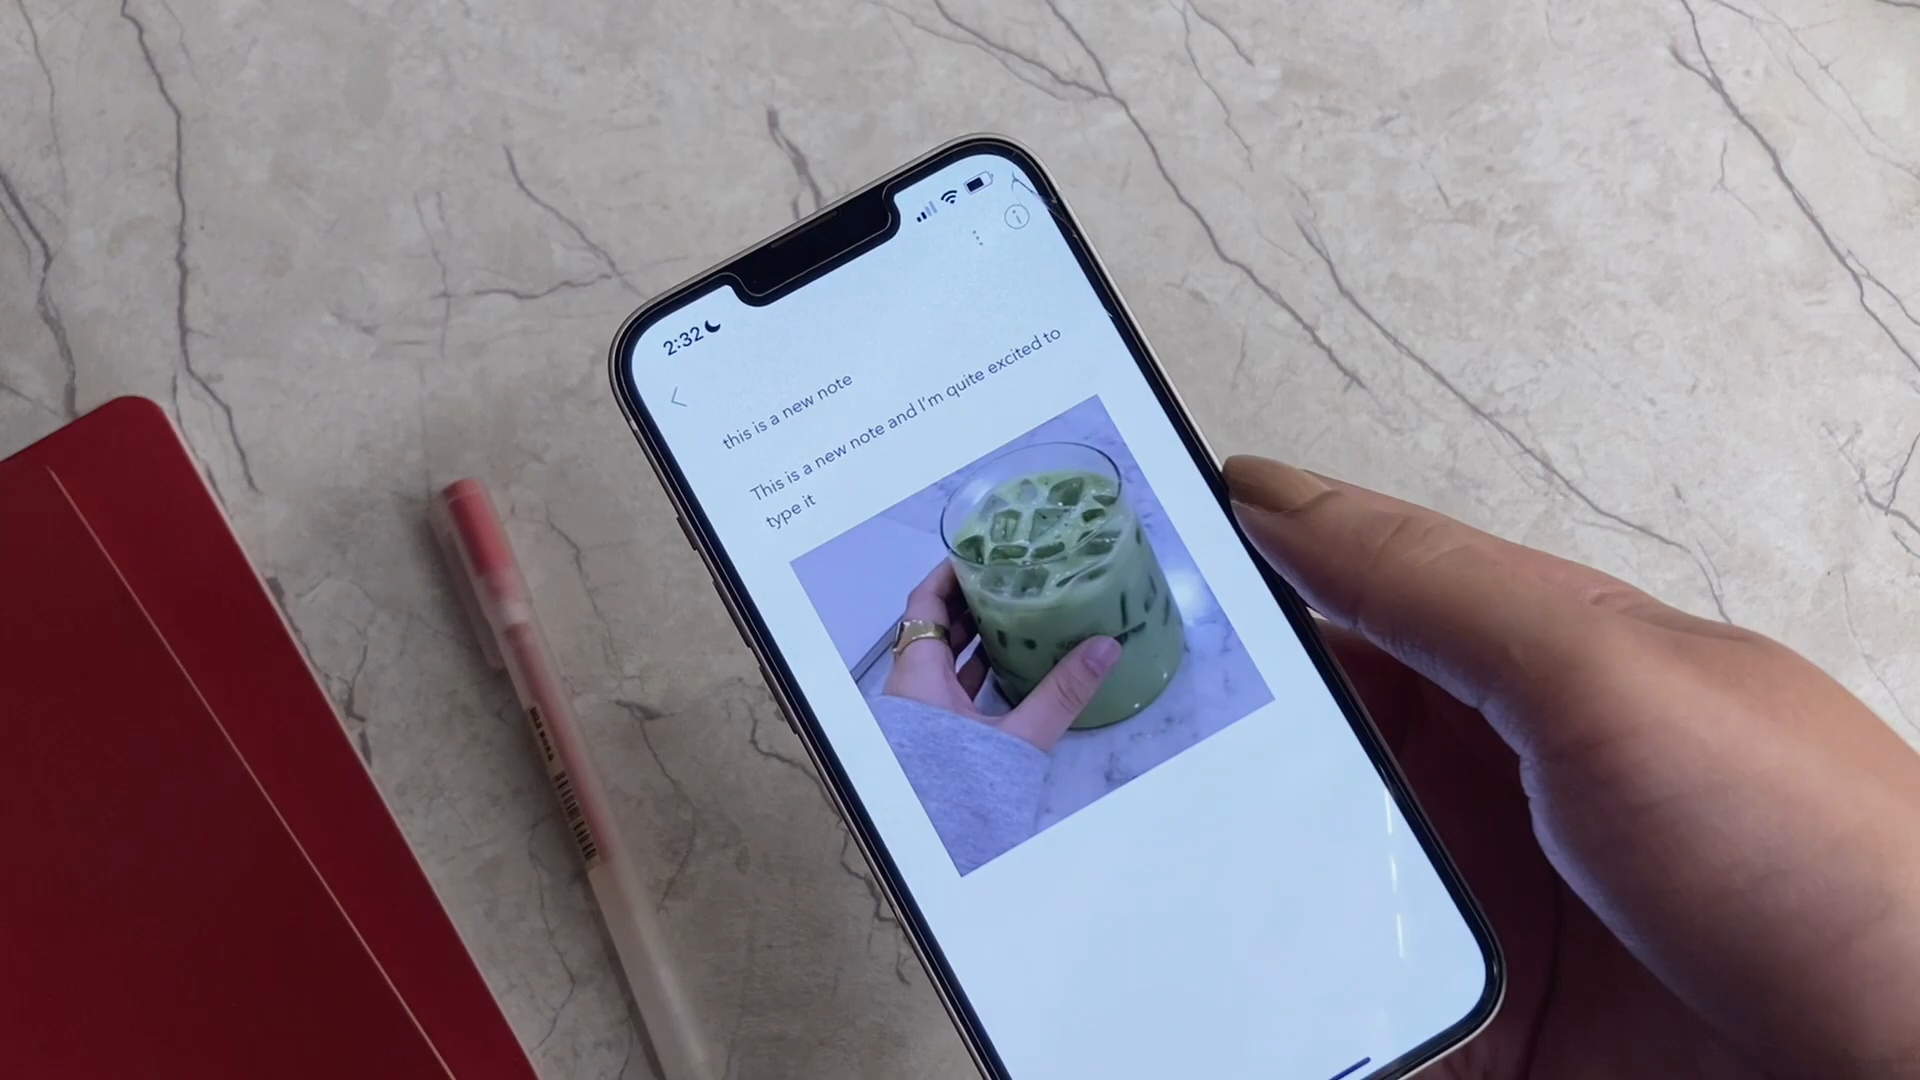 2:32
this is a new note
This is a new note and I'm quite excited to
type it